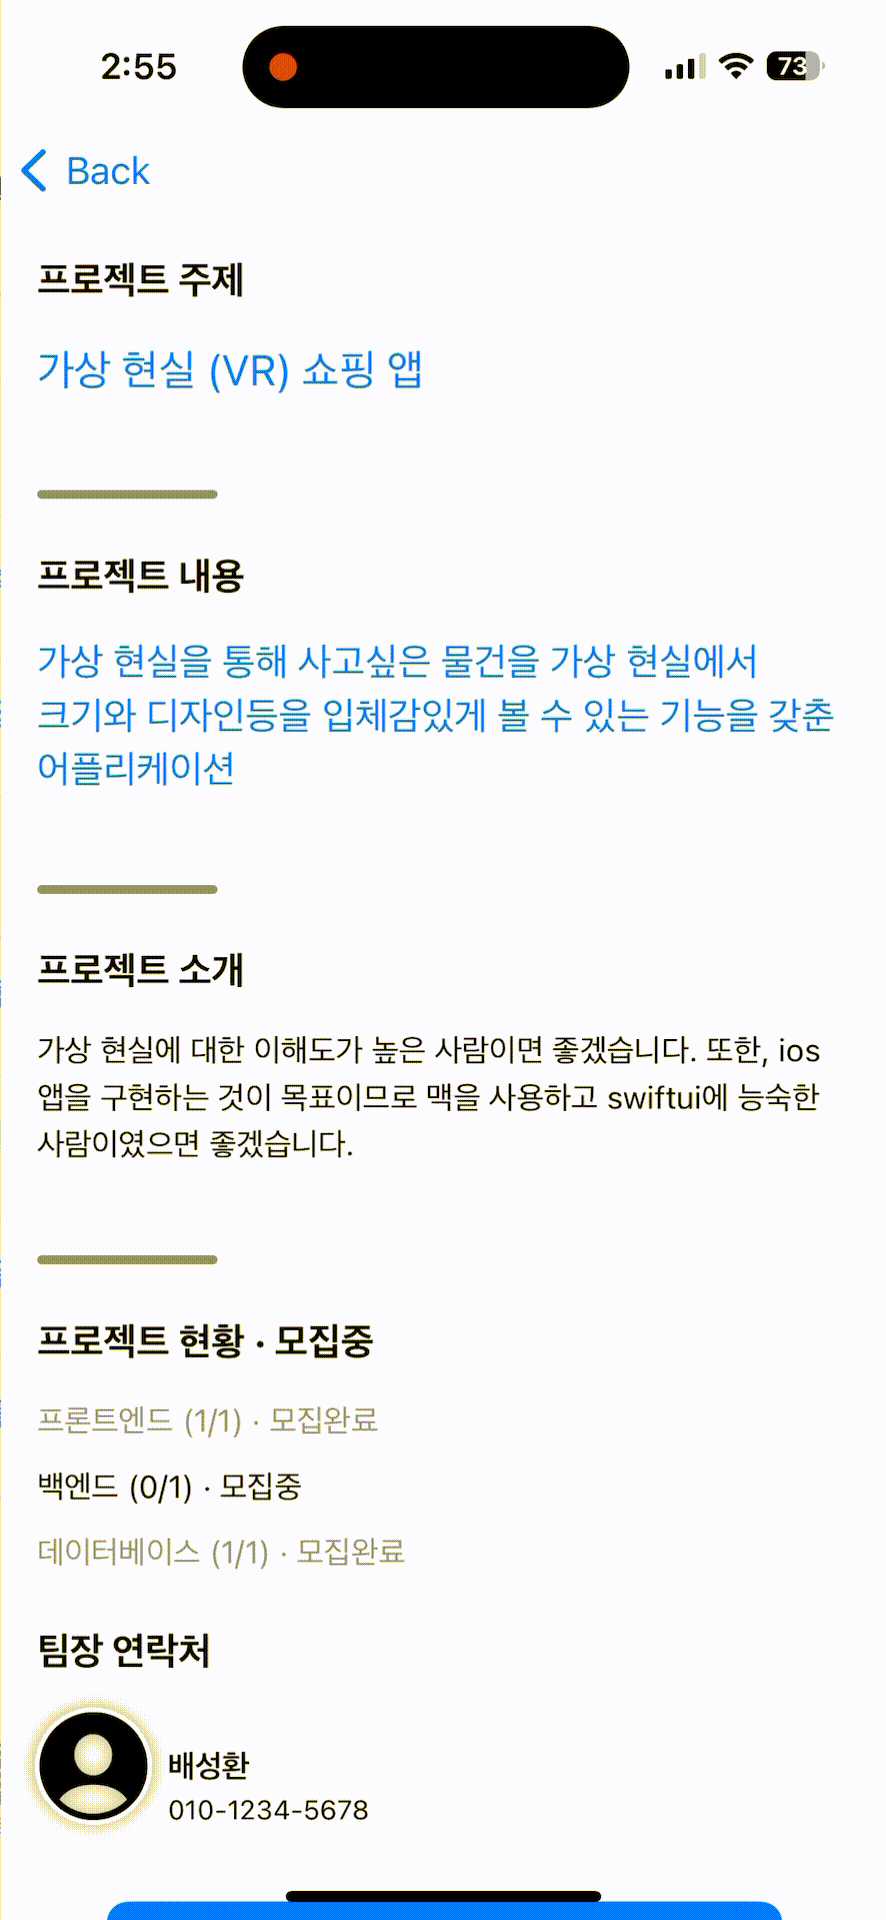 2:55
73
Back
프로젝트 주제
가상 현실 (VR) 쇼핑 앱
프로젝트 내용
가상 현실을 통해 사고싶은 물건을 가상 현실에서
크기와 디자인등을 입체감있게 볼 수 있는 기능을 갖춘
어플리케이션
프로젝트 소개
가상 현실에 대한 이해도가 높은 사람이면 좋겠습니다. 또한, ios
앱을 구현하는 것이 목표이므로 맥을 사용하고 swiftui에 능숙한
사람이였으면 좋겠습니다.
프로젝트 현황 · 모집중
프론트엔드 (1/1) · 모집완료
백엔드 (0/1) · 모집중
데이터베이스 (1/1) · 모집완료
팀장 연락처
배성환
010-1234-5678